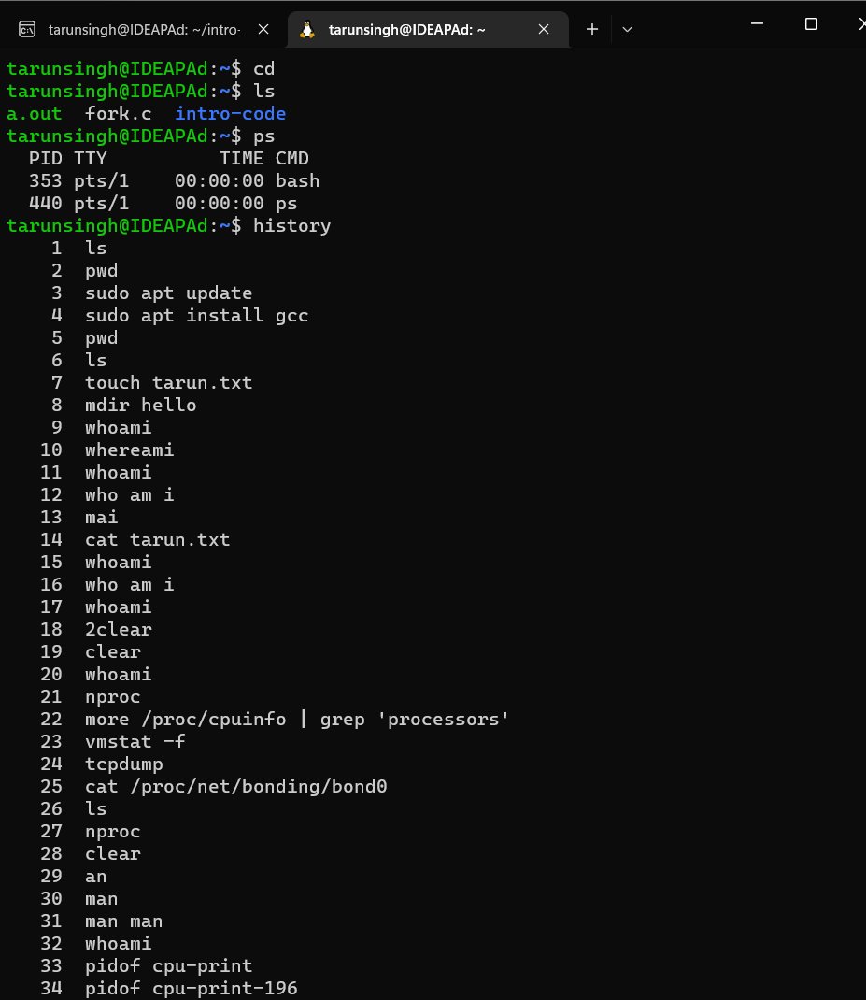 tarunsingh@IDEAPAd: ~/intro-
tarunsingh@IDEAPAd: ~
tarunsingh@IDEAPAd:~$ cd
tarunsingh@IDEAPAd:~$ ls
a.out  fork.c  intro-code
tarunsingh@IDEAPAd:~$ ps
  PID TTY          TIME CMD
  353 pts/1    00:00:00 bash
  440 pts/1    00:00:00 ps
tarunsingh@IDEAPAd:~$ history
    1  ls
    2  pwd
    3  sudo apt update
    4  sudo apt install gcc
    5  pwd
    6  ls
    7  touch tarun.txt
    8  mdir hello
    9  whoami
   10  whereami
   11  whoami
   12  who am i
   13  mai
   14  cat tarun.txt
   15  whoami
   16  who am i
   17  whoami
   18  2clear
   19  clear
   20  whoami
   21  nproc
   22  more /proc/cpuinfo | grep 'processors'
   23  vmstat -f
   24  tcpdump
   25  cat /proc/net/bonding/bond0
   26  ls
   27  nproc
   28  clear
   29  an
   30  man
   31  man man
   32  whoami
   33  pidof cpu-print
   34  pidof cpu-print-196